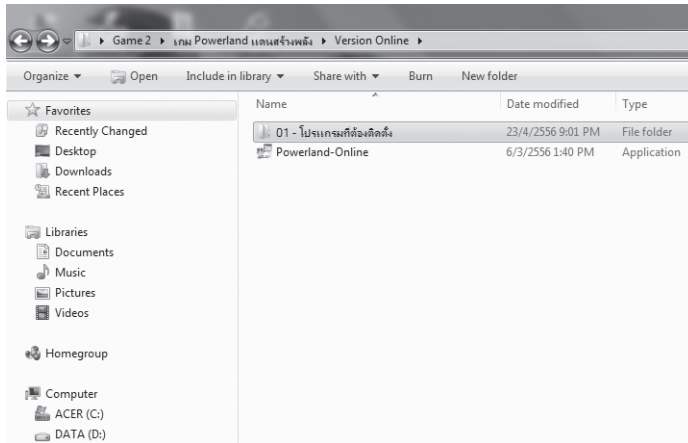 Game 2 ▸ เกม Powerland แดนสร้างพลัง ▸ Version Online ▸
Organize ▾ Open Include in library ▾ Share with ▾ Burn New folder
Name Date modified Type
Favorites
Recently Changed
Desktop
Downloads
Recent Places
Libraries
Documents
Music
Pictures
Videos
Homegroup
Computer
ACER (C:)
DATA (D:)
01 - โปรแกรมที่ต้องติดตั้ง 23/4/2556 9:01 PM File folder
Powerland-Online 6/3/2556 1:40 PM Application